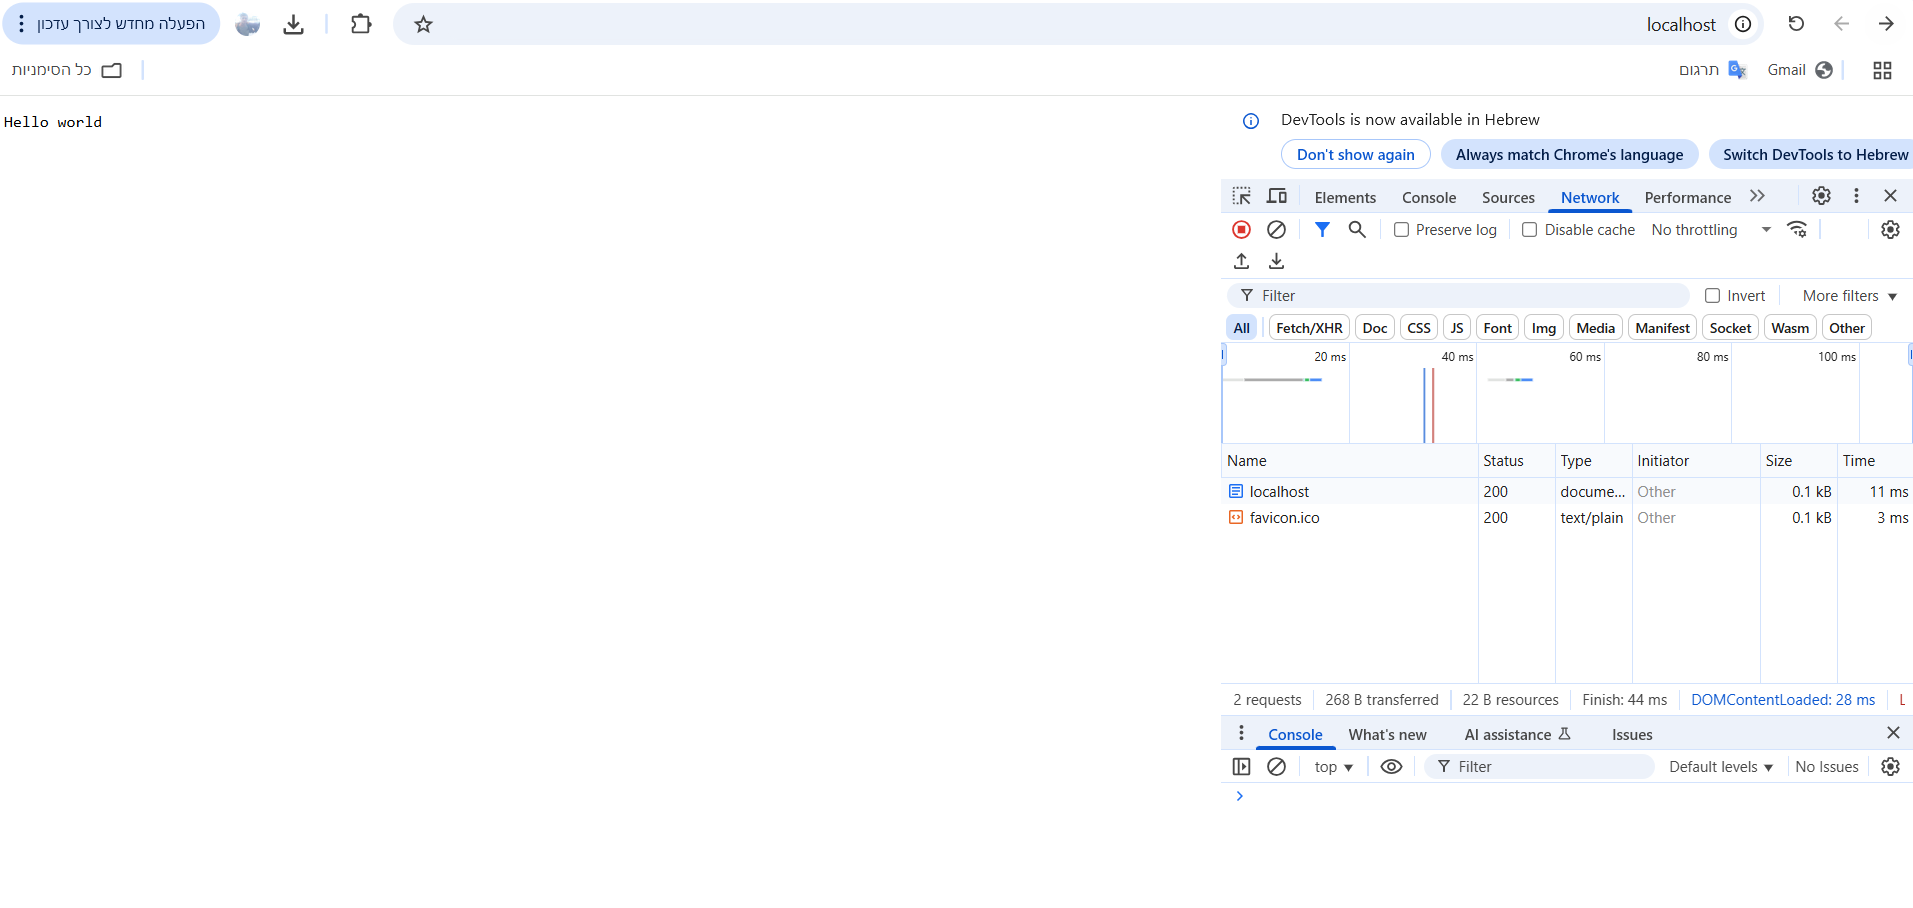 הפעלה מחדש לצורך עדכון
localhost
כל הסימניות
תרגום
Gmail
Hello world
DevTools is now available in Hebrew
Don't show again Always match Chrome's language Switch DevTools to Hebrew
Elements Console Sources Network Performance
Preserve log Disable cache No throttling
Filter Invert More filters
All Fetch/XHR Doc CSS JS Font Img Media Manifest Socket Wasm Other
20 ms 40 ms 60 ms 80 ms 100 ms
Name Status Type Initiator Size Time
localhost 200 docume... Other 0.1 kB 11 ms
favicon.ico 200 text/plain Other 0.1 kB 3 ms
2 requests 268 B transferred 22 B resources Finish: 44 ms DOMContentLoaded: 28 ms L
Console What's new AI assistance Issues
top Filter Default levels No Issues